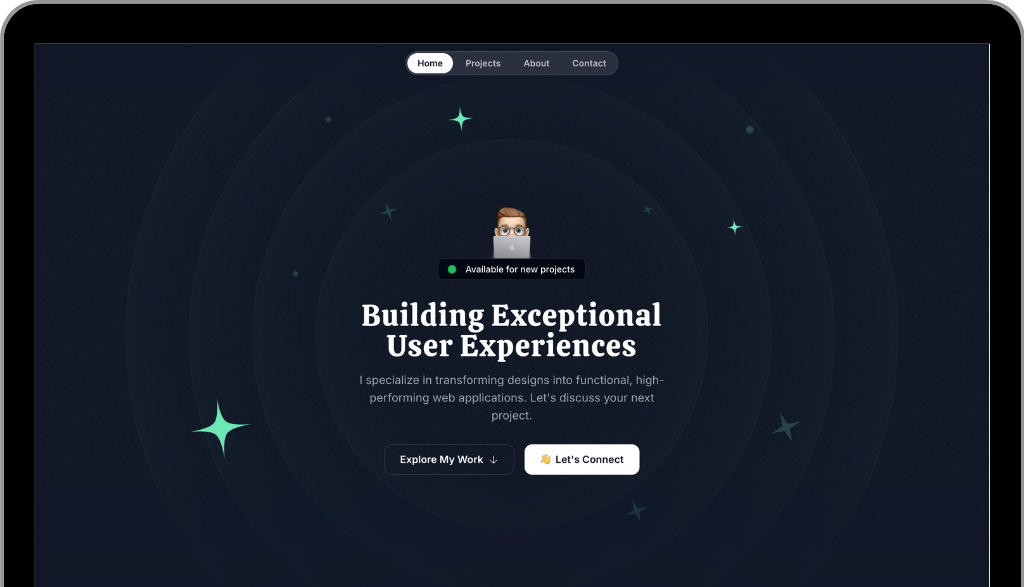 Home Projects About Contact
Available for new projects
Building Exceptional
User Experiences
I specialize in transforming designs into functional, high-
performing web applications. Let's discuss your next
project.
Explore My Work ↓
👋 Let's Connect